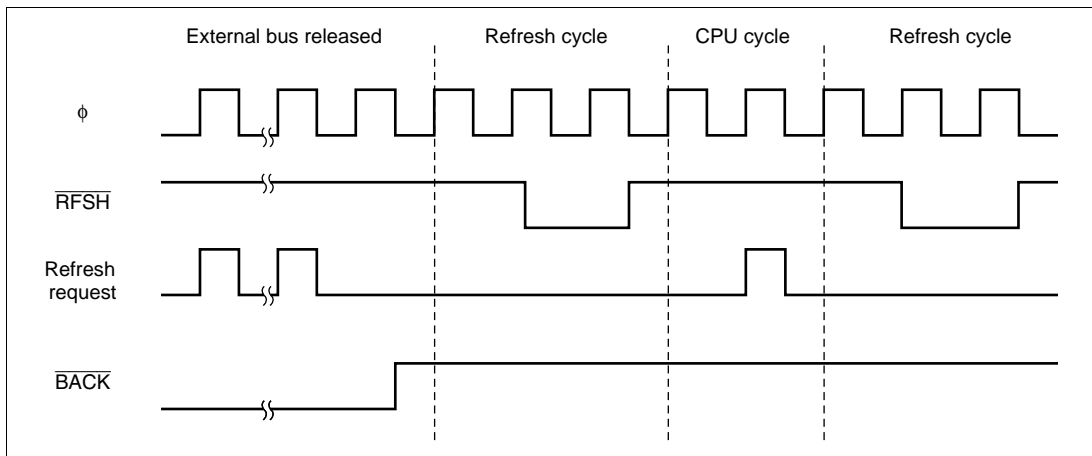 External bus released
Refresh cycle
CPU cycle
Refresh cycle
ϕ
RFSH
Refresh
request
BACK